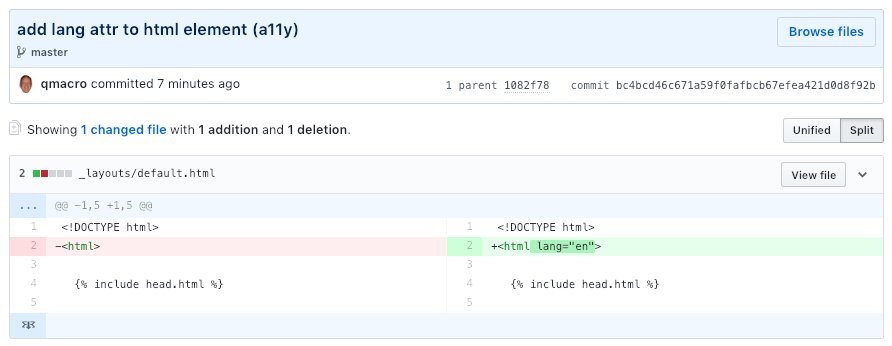 add lang attr to html element (a11y)
Browse files
master
qmacro committed 7 minutes ago
1 parent 1082f78 commit bc4bcd46c671a59f0fafbcb67efea421d0d8f92b
Showing 1 changed file with 1 addition and 1 deletion.
Unified Split
2 _layouts/default.html
View file
... @@ -1,5 +1,5 @@
1 <!DOCTYPE html> 1 <!DOCTYPE html>
2 -<html> 2 +<html lang="en">
3 3
4 {% include head.html %} 4 {% include head.html %}
5 5